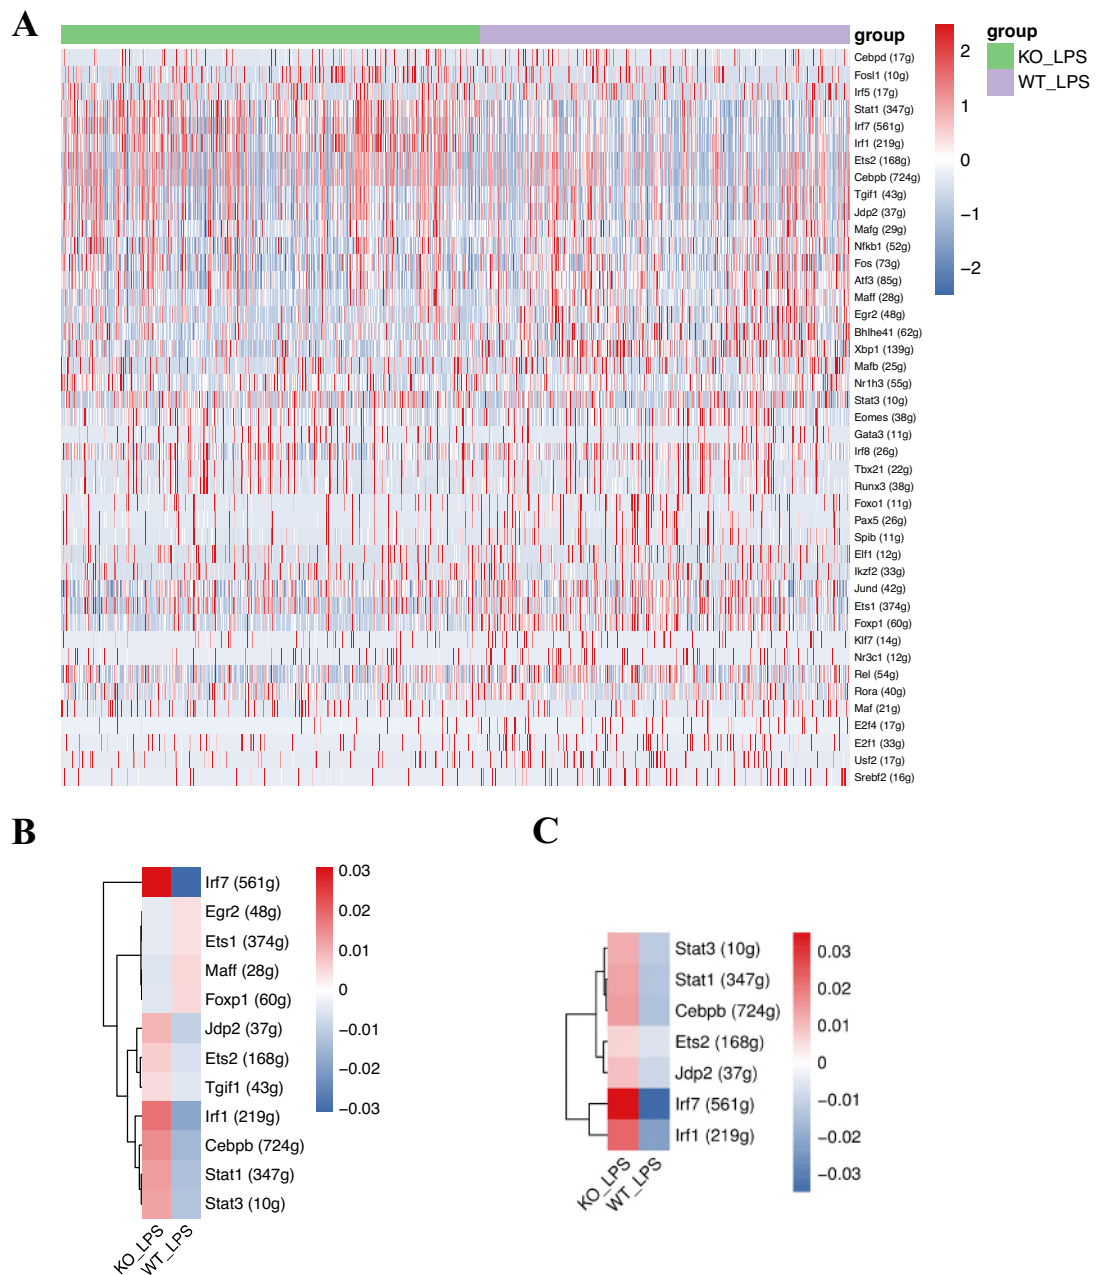 A
group
Cebpd (17g)
Fosl1 (10g)
Irf5 (17g)
Stat1 (347g)
Irf7 (561g)
Irf1 (219g)
Ets2 (168g)
Cebpb (724g)
Tgif1 (43g)
Jdp2 (37g)
Mafg (29g)
Nfkb1 (52g)
Fos (73g)
Atf3 (85g)
Maff (28g)
Egr2 (48g)
Bhlhe41 (62g)
Xbp1 (139g)
Mafb (25g)
Nr1h3 (55g)
Stat3 (10g)
Eomes (38g)
Gata3 (11g)
Irf8 (26g)
Tbx21 (22g)
Runx3 (38g)
Foxo1 (11g)
Pax5 (26g)
Spib (11g)
Elf1 (12g)
Ikzf2 (33g)
Jund (42g)
Ets1 (374g)
Foxp1 (60g)
Klf7 (14g)
Nr3c1 (12g)
Rel (54g)
Rora (40g)
Maf (21g)
E2f4 (17g)
E2f1 (33g)
Usf2 (17g)
Srebf2 (16g)
2
1
0
−1
−2
group
KO_LPS
WT_LPS
B
Irf7 (561g)
Egr2 (48g)
Ets1 (374g)
Maff (28g)
Foxp1 (60g)
Jdp2 (37g)
Ets2 (168g)
Tgif1 (43g)
Irf1 (219g)
Cebpb (724g)
Stat1 (347g)
Stat3 (10g)
KO_LPS
WT_LPS
0.03
0.02
0.01
0
−0.01
−0.02
−0.03
C
Stat3 (10g)
Stat1 (347g)
Cebpb (724g)
Ets2 (168g)
Jdp2 (37g)
Irf7 (561g)
Irf1 (219g)
KO_LPS
WT_LPS
0.03
0.02
0.01
0
−0.01
−0.02
−0.03